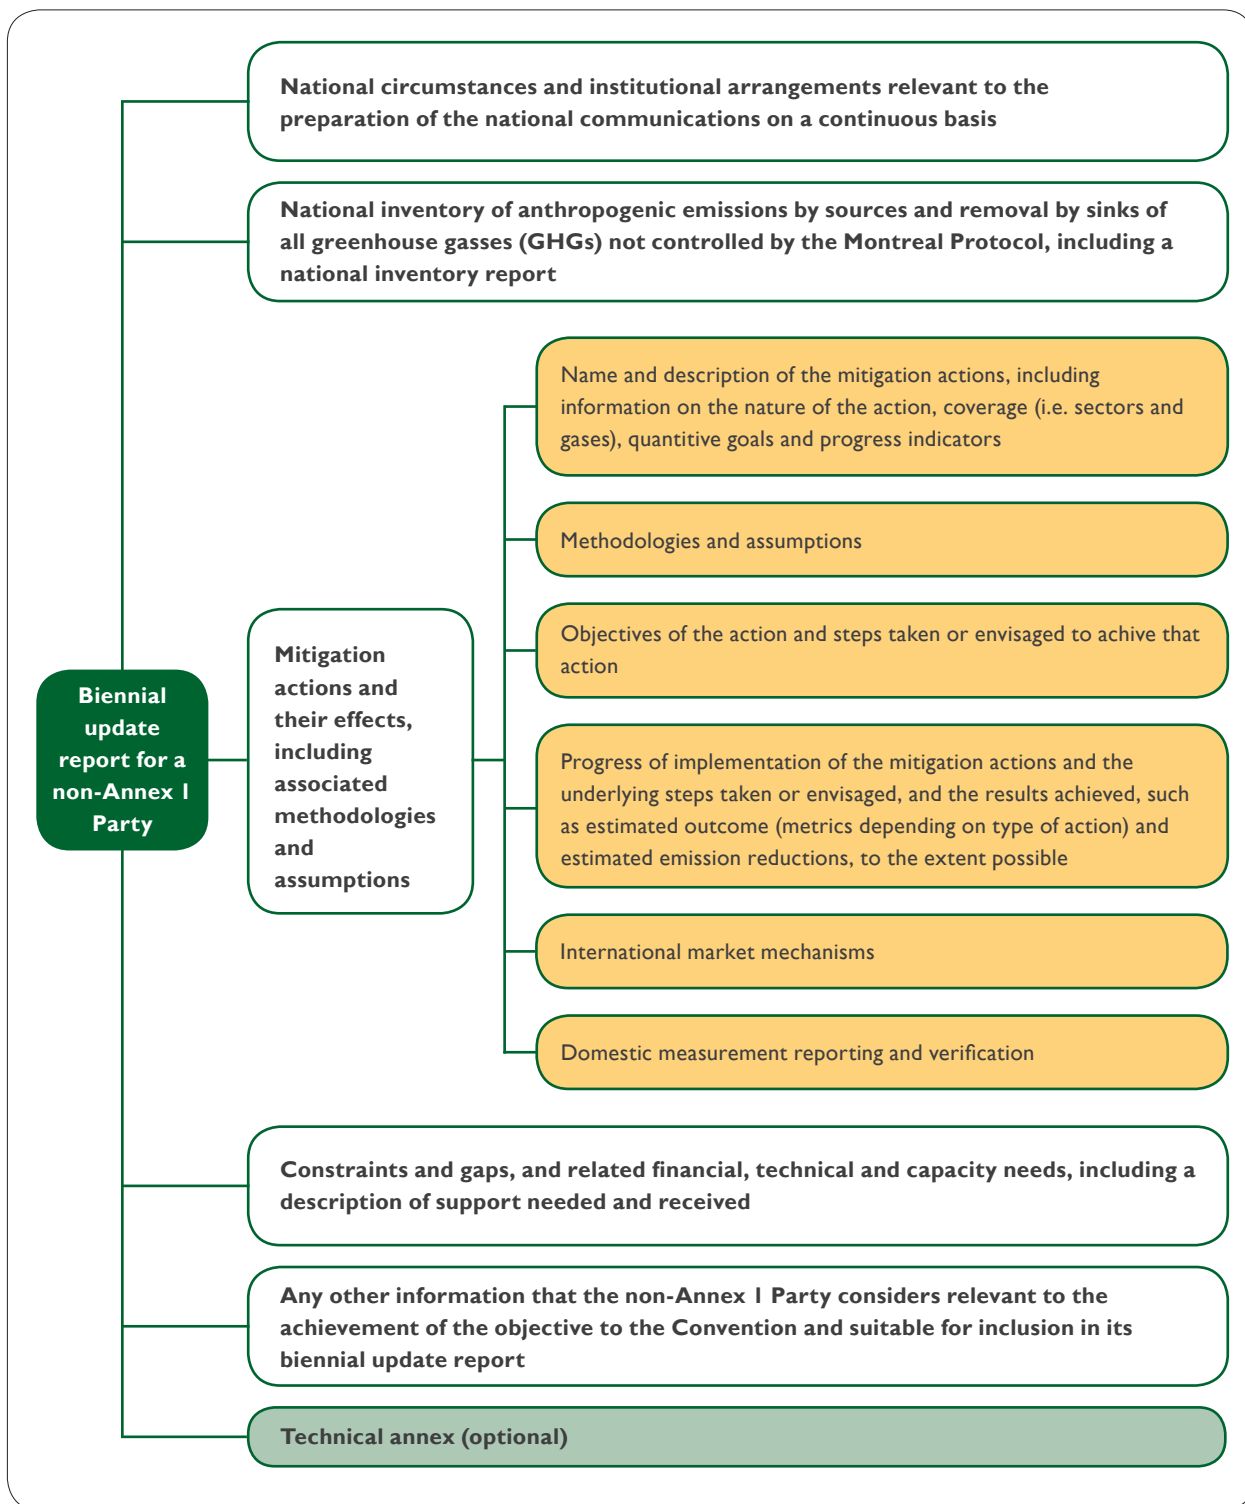 National circumstances and institutional arrangements relevant to the
preparation of the national communications on a continuous basis
National inventory of anthropogenic emissions by sources and removal by sinks of
all greenhouse gasses (GHGs) not controlled by the Montreal Protocol, including a
national inventory report
Name and description of the mitigation actions, including
information on the nature of the action, coverage (i.e. sectors and
gases), quantitive goals and progress indicators
Methodologies and assumptions
Objectives of the action and steps taken or envisaged to achive that
action
Biennial
update
report for a
non-Annex 1
Party
Mitigation
actions and
their effects,
including
associated
methodologies
and
assumptions
Progress of implementation of the mitigation actions and the
underlying steps taken or envisaged, and the results achieved, such
as estimated outcome (metrics depending on type of action) and
estimated emission reductions, to the extent possible
International market mechanisms
Domestic measurement reporting and verification
Constraints and gaps, and related financial, technical and capacity needs, including a
description of support needed and received
Any other information that the non-Annex 1 Party considers relevant to the
achievement of the objective to the Convention and suitable for inclusion in its
biennial update report
Technical annex (optional)